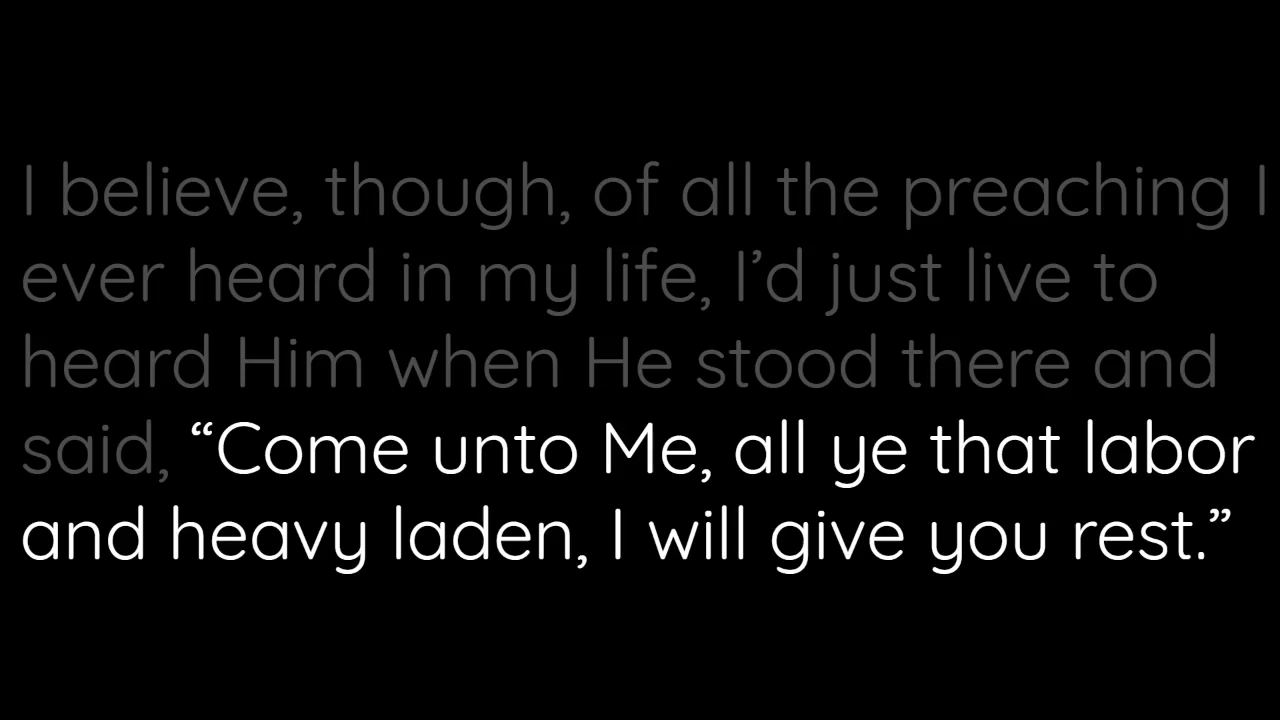 I believe, though, of all the preaching I
ever heard in my life, I’d just live to
heard Him when He stood there and
said, “Come unto Me, all ye that labor
and heavy laden, I will give you rest.”